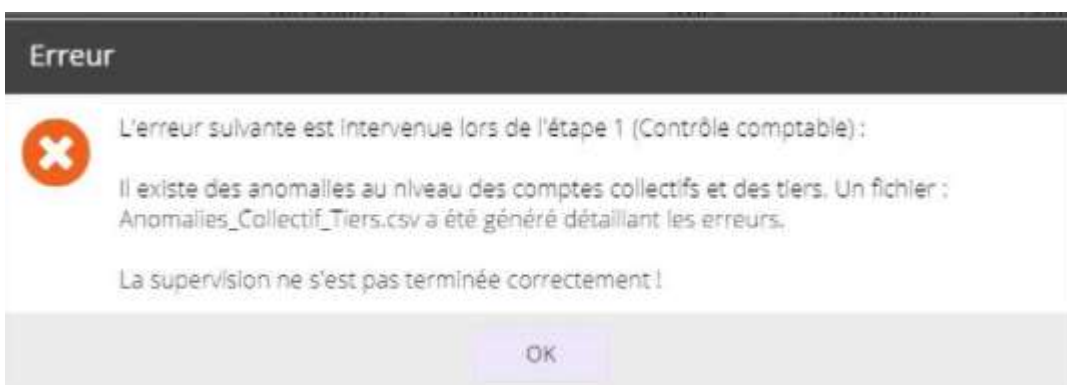 Erreur
L'erreur suivante est intervenue lors de l'étape 1 (Contrôle comptable) :
Il existe des anomalies au niveau des comptes collectifs et des tiers. Un fichier :
Anomalies_Collectif_Tiers.csv a été généré détaillant les erreurs.
La supervision ne s'est pas terminée correctement !
OK